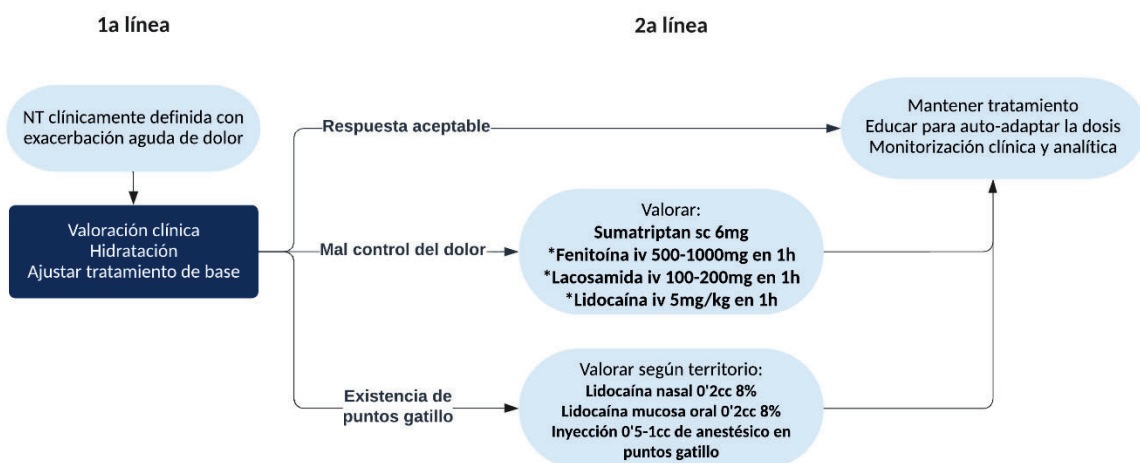 1a línea
2a línea
NT clínicamente definida con
exacerbación aguda de dolor
Respuesta aceptable
Mantener tratamiento
Educar para auto-adaptar la dosis
Monitorización clínica y analítica
Valoración clínica
Hidratación
Ajustar tratamiento de base
Mal control del dolor
Valorar:
Sumatriptan sc 6mg
*Fenitoína iv 500-1000mg en 1h
*Lacosamida iv 100-200mg en 1h
*Lidocaína iv 5mg/kg en 1h
Existencia de
puntos gatillo
Valorar según territorio:
Lidocaína nasal 0'2cc 8%
Lidocaína mucosa oral 0'2cc 8%
Inyección 0'5-1cc de anestésico en
puntos gatillo